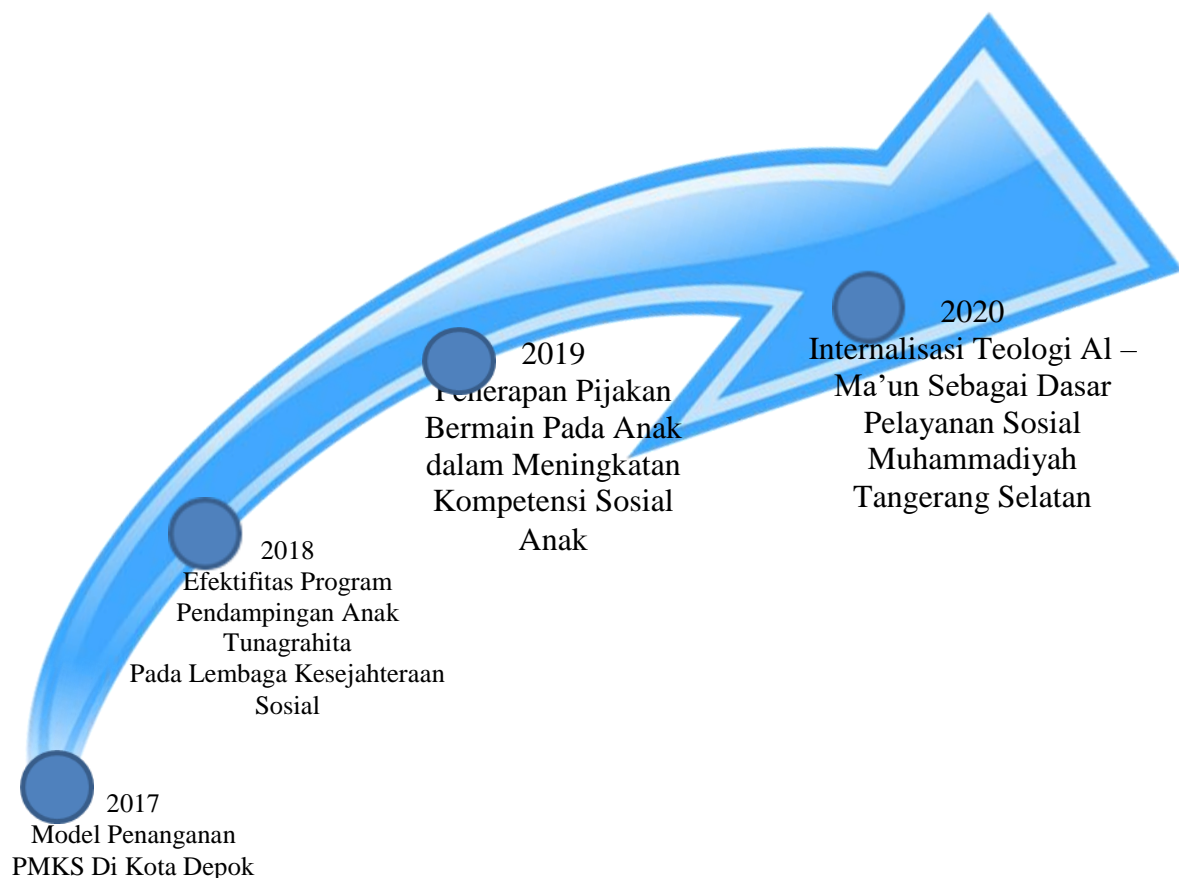 2017
Model Penanganan
PMKS Di Kota Depok
2018
Efektifitas Program
Pendampingan Anak
Tunagrahita
Pada Lembaga Kesejahteraan
Sosial
2019
Penerapan Pijakan
Bermain Pada Anak
dalam Meningkatan
Kompetensi Sosial
Anak
2020
Internalisasi Teologi Al –
Ma’un Sebagai Dasar
Pelayanan Sosial
Muhammadiyah
Tangerang Selatan